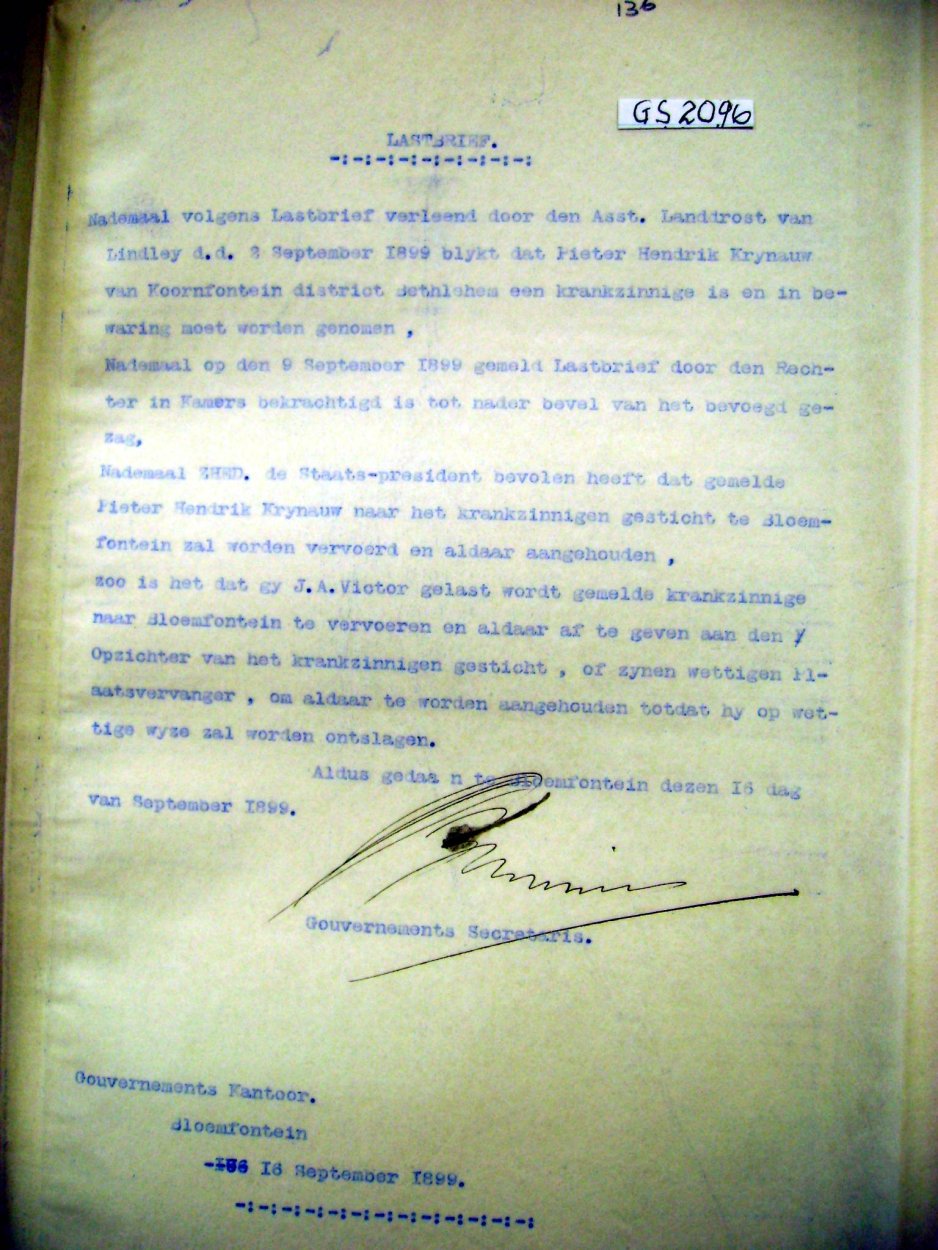 136
GS 2096
LASTBRIEF.
-:-:-:-:-:-:-:-:-:
Nademaal volgens Lastbrief verleend door den Asst. Landdrost van
Lindley d.d. 2 September 1899 blykt dat Pieter Hendrik Krynauw
van Koornfontein district Bethlehem een krankzinnige is en in be-
waring moet worden genomen ,
Nademaal op den 9 September 1899 gemeld Lastbrief door den Rech-
ter in Kamers bekrachtigd is tot nader bevel van het bevoegd ge-
zag,
Nademaal ZHED. de Staats-president bevolen heeft dat gemelde
Pieter Hendrik Krynauw naar het krankzinnigen gesticht te Bloem-
fontein zal worden vervoerd en aldaar aangehouden ,
zoo is het dat gy J.A.Victor gelast wordt gemelde krankzinnige
naar Bloemfontein te vervoeren en aldaar af te geven aan den /
Opzichter van het krankzinnigen gesticht , of zynen wettigen Pl-
aatsvervanger , om aldaar te worden aangehouden totdat hy op wet-
tige wyze zal worden ontslagen.
Aldus gedaa n te Bloemfontein dezen 16 dag
van September 1899.
Gouvernements Secretaris.
Gouvernements Kantoor.
Bloemfontein
16 September 1899.
-:-:-:-:-:-:-:-:-:-:-:-:-: